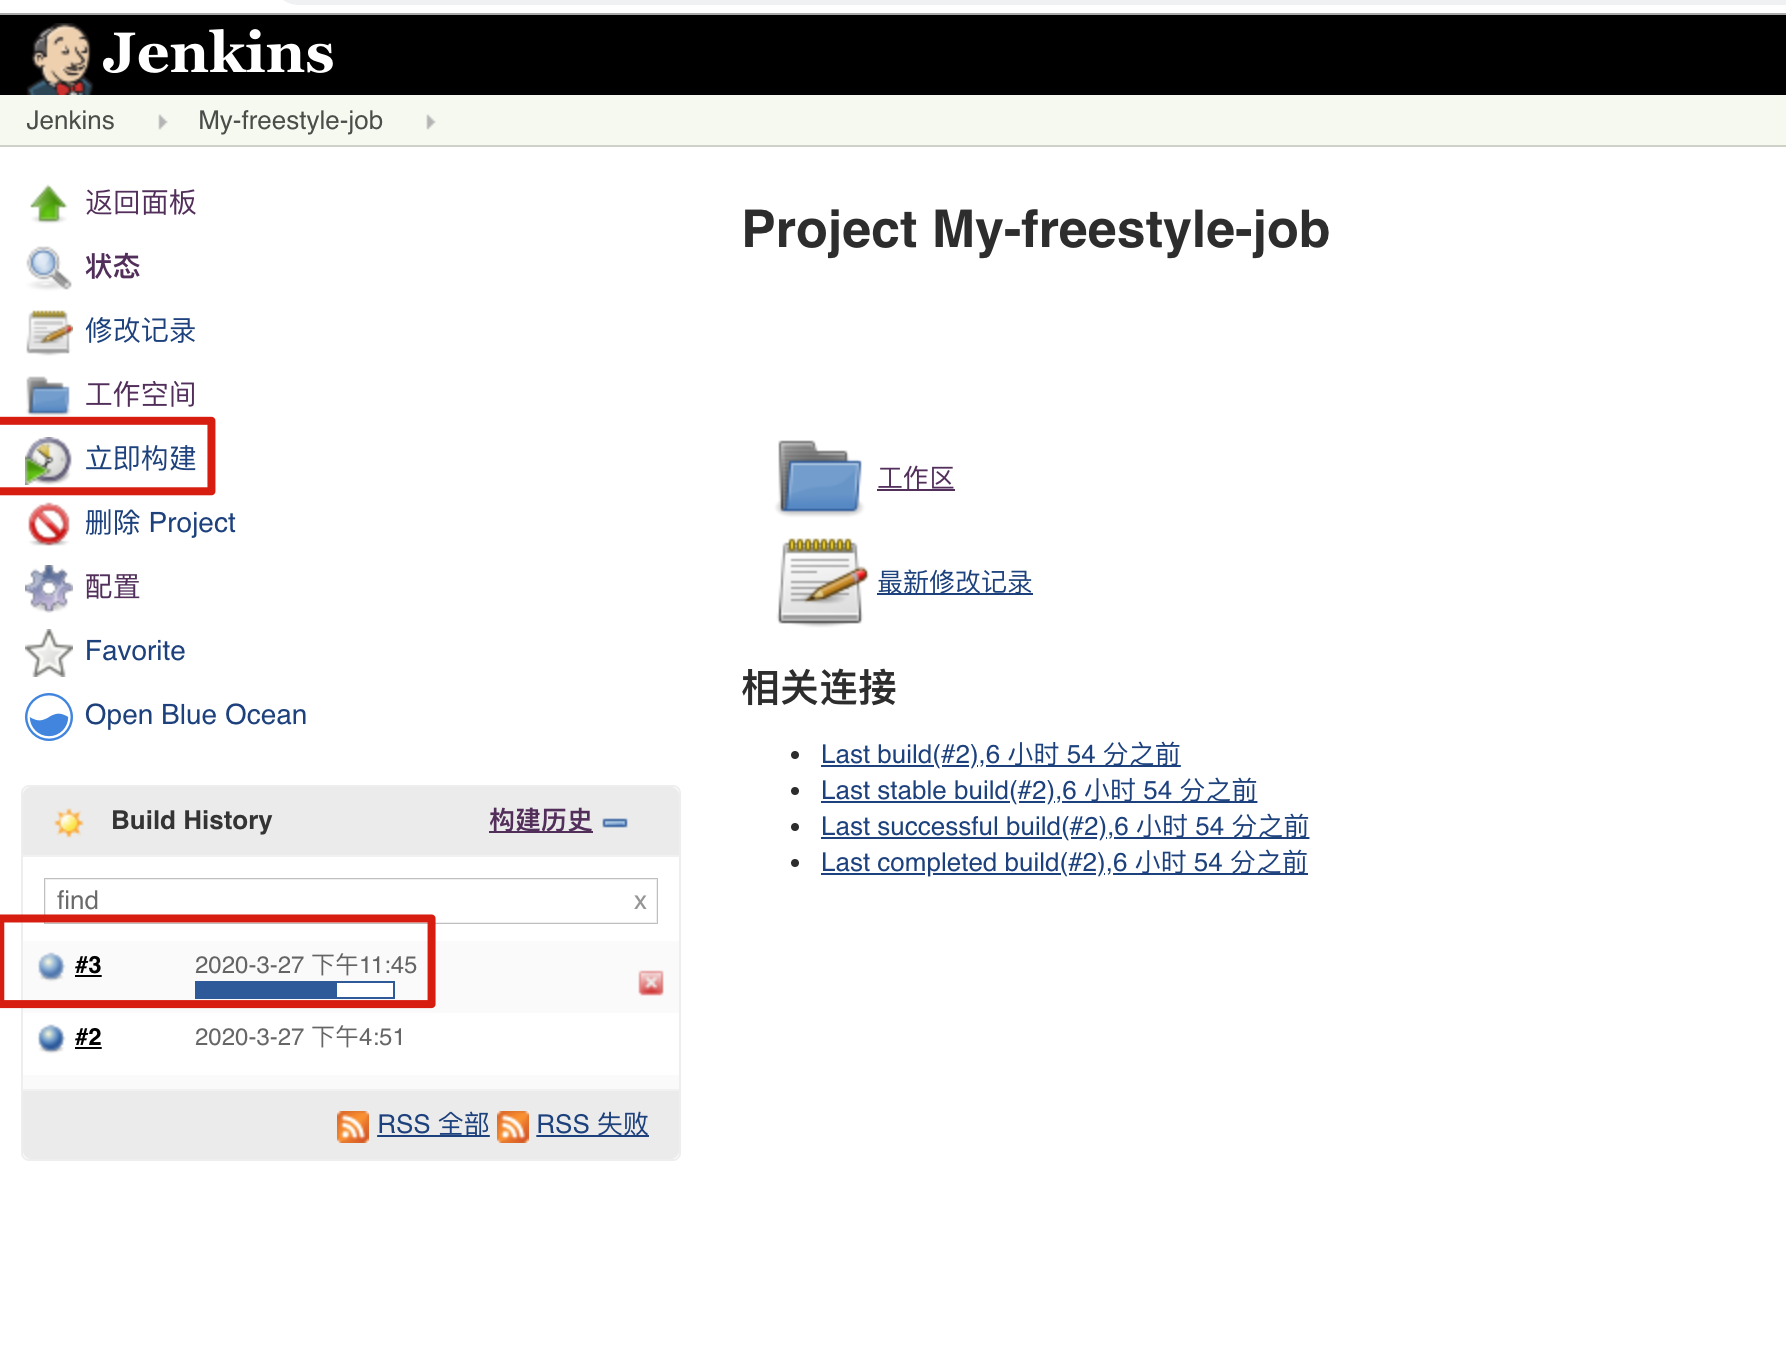 Jenkins
Jenkins My-freestyle-job
返回面板
状态
修改记录
工作空间
立即构建
删除 Project
配置
Favorite
Open Blue Ocean
Build History 构建历史
find x
#3 2020-3-27 下午11:45
#2 2020-3-27 下午4:51
RSS 全部 RSS 失败
Project My-freestyle-job
工作区
最新修改记录
相关连接
Last build(#2),6 小时 54 分之前
Last stable build(#2),6 小时 54 分之前
Last successful build(#2),6 小时 54 分之前
Last completed build(#2),6 小时 54 分之前